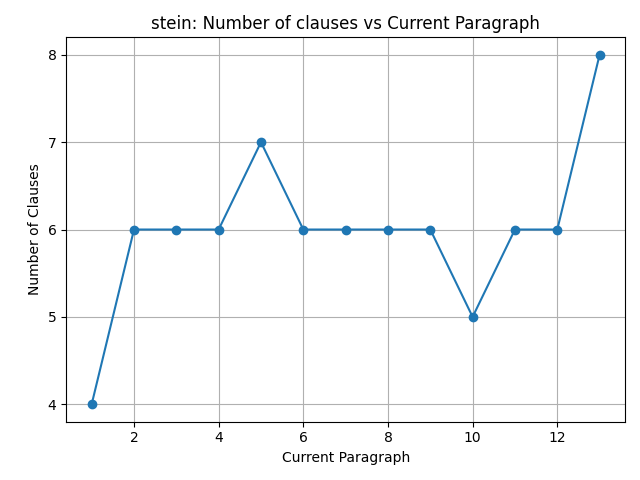 stein: Number of clauses vs Current Paragraph
8
7
6
5
4
Number of Clauses
2 4 6 8 10 12
Current Paragraph